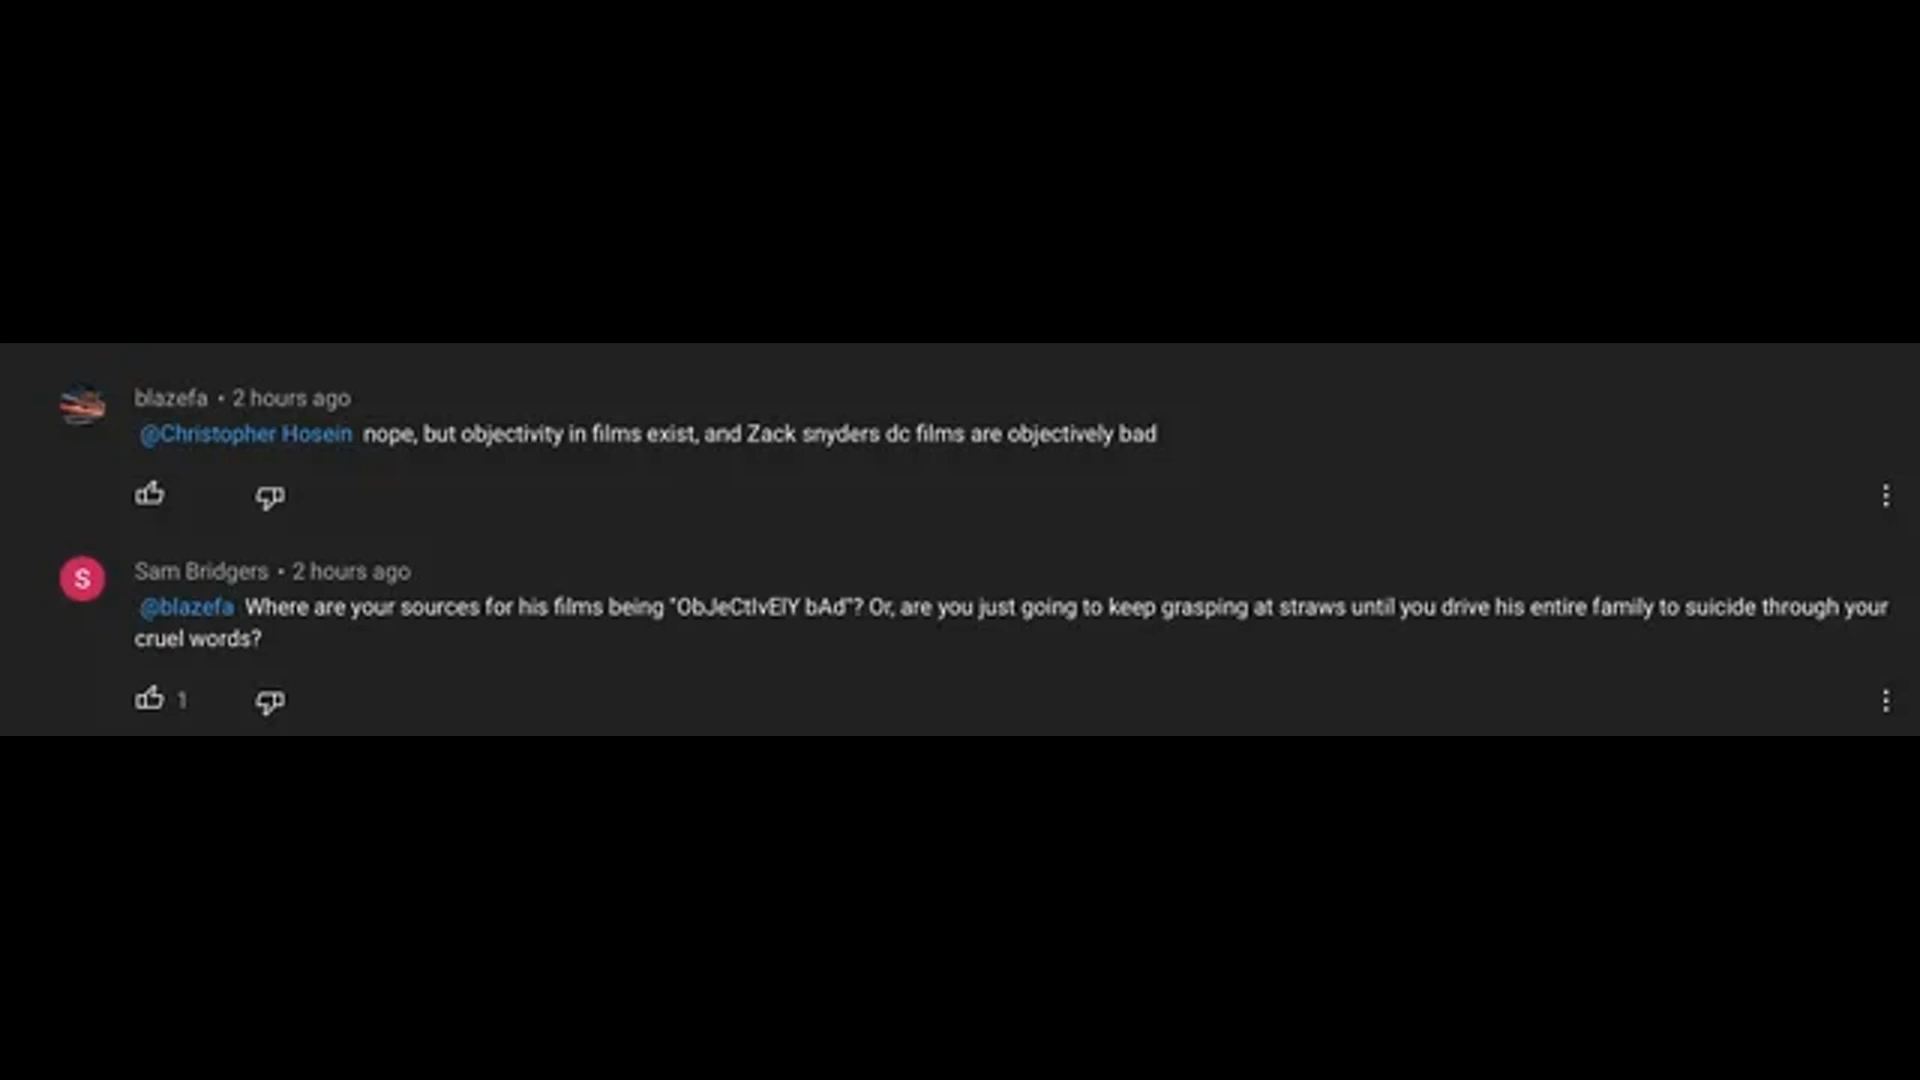 blazefa • 2 hours ago
@Christopher Hosein nope, but objectivity in films exist, and Zack snyders dc films are objectively bad
S
Sam Bridgers • 2 hours ago
@blazefa Where are your sources for his films being "ObJeCtIvElY bAd"? Or, are you just going to keep grasping at straws until you drive his entire family to suicide through your
cruel words?
1